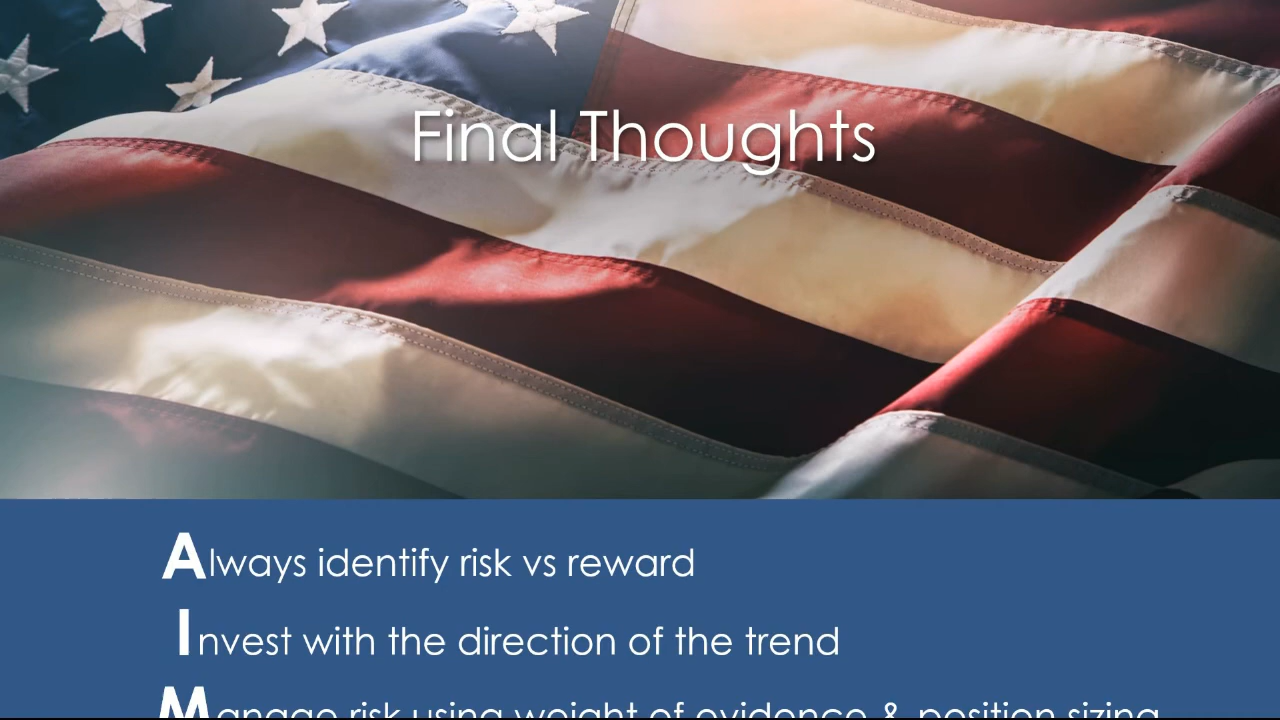 Final Thoughts
Always identify risk vs reward
Invest with the direction of the trend
Manage risk using weight of evidence & position sizing